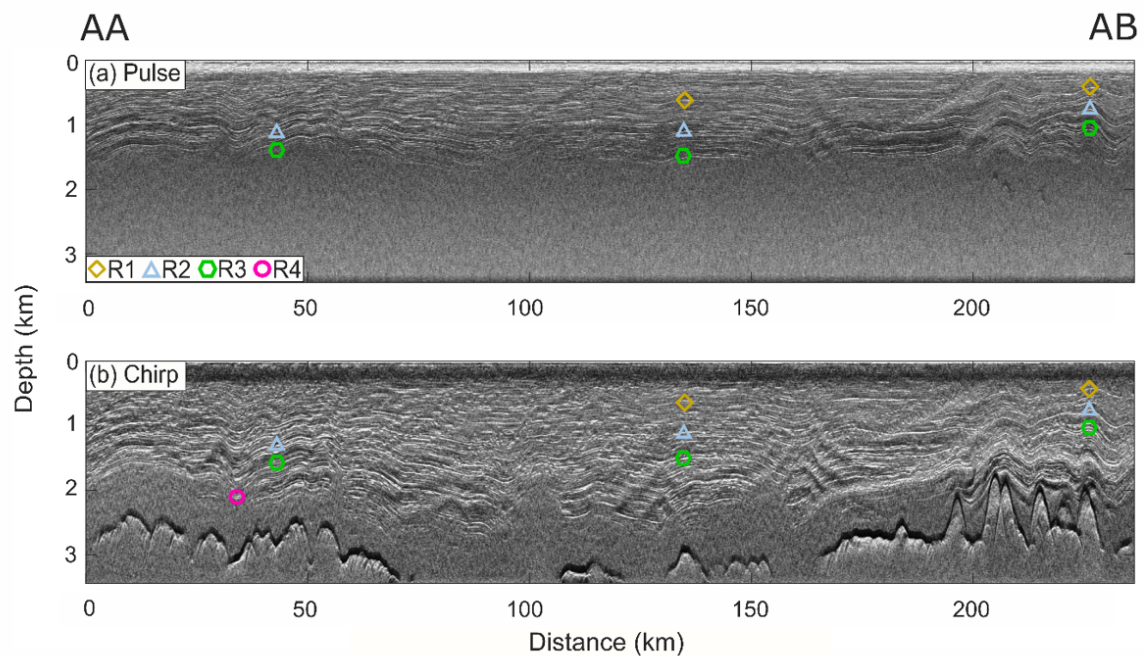 AA AB
(a) Pulse
0
1
2
3
R1 R2 R3 R4
0 50 100 150 200
Depth (km)
(b) Chirp
0
1
2
3
0 50 100 150 200
Distance (km)